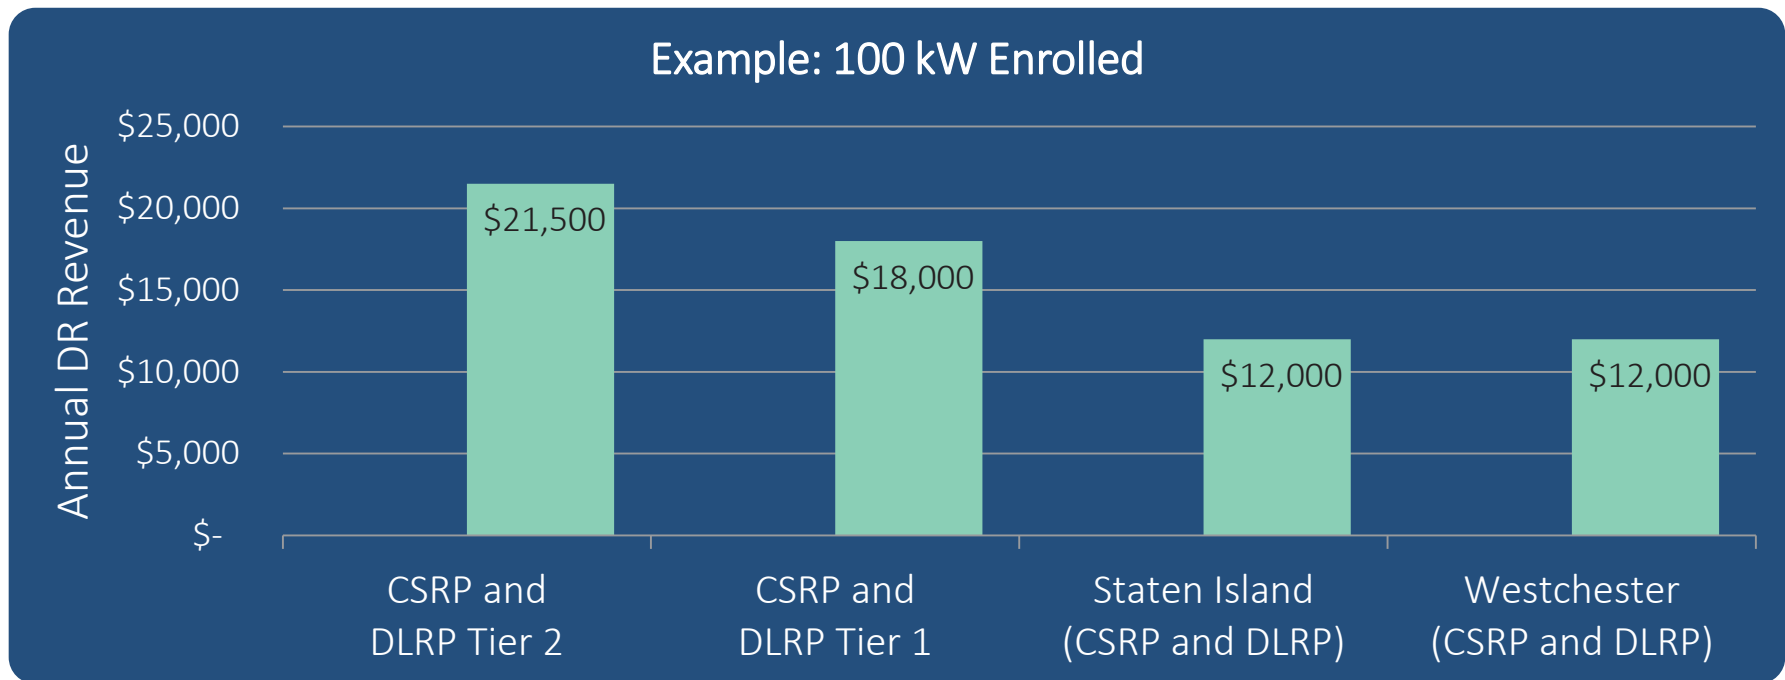 Example: 100 kW Enrolled
Annual DR Revenue
$25,000
$20,000
$15,000
$10,000
$5,000
$-
$21,500
$18,000
$12,000
$12,000
CSRP and
DLRP Tier 2
CSRP and
DLRP Tier 1
Staten Island
(CSRP and DLRP)
Westchester
(CSRP and DLRP)